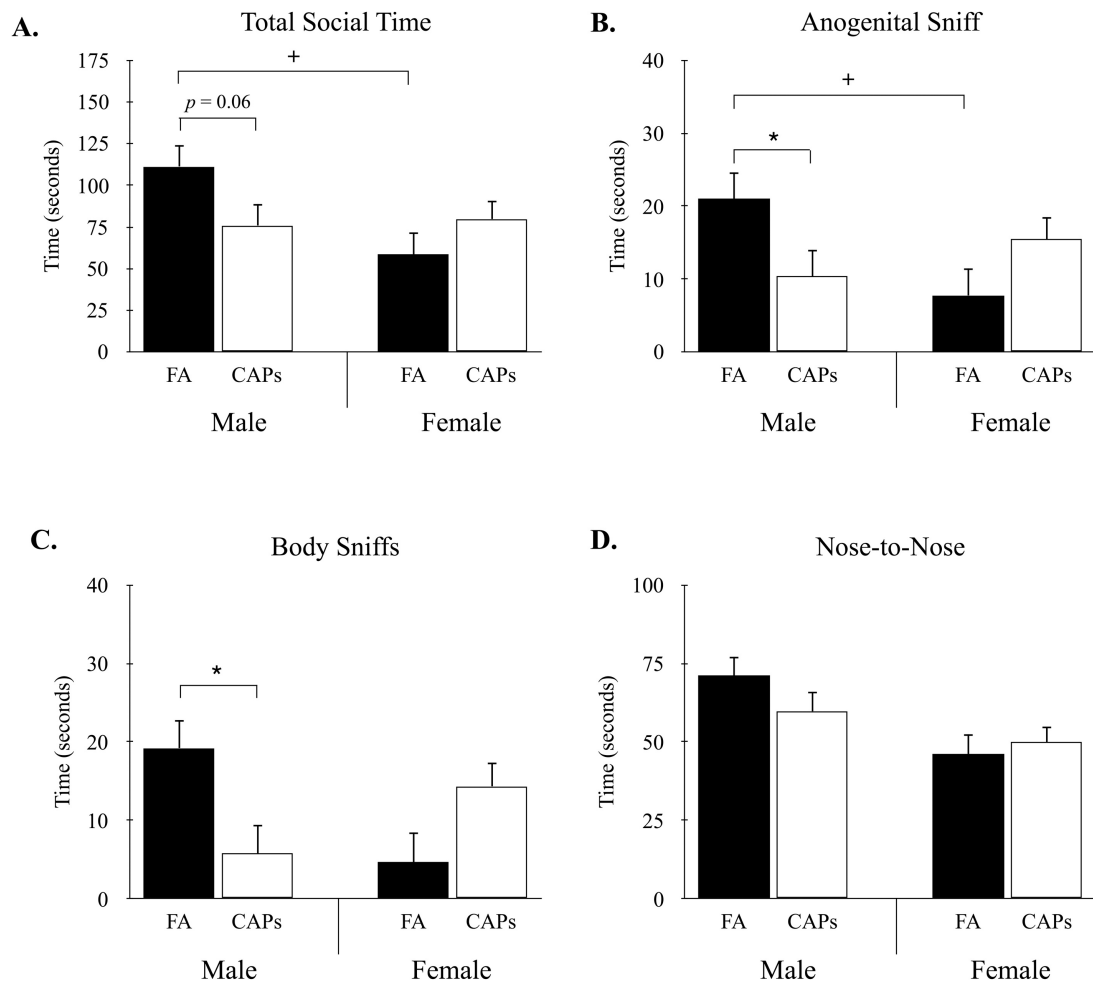 A.
Total Social Time
Time (seconds)
175
150
125
100
75
50
25
0
+
p = 0.06
FA CAPs FA CAPs
Male Female
B.
Anogenital Sniff
Time (seconds)
40
30
20
10
0
+
*
FA CAPs FA CAPs
Male Female
C.
Body Sniffs
Time (seconds)
40
30
20
10
0
*
FA CAPs FA CAPs
Male Female
D.
Nose-to-Nose
Time (seconds)
100
75
50
25
0
FA CAPs FA CAPs
Male Female